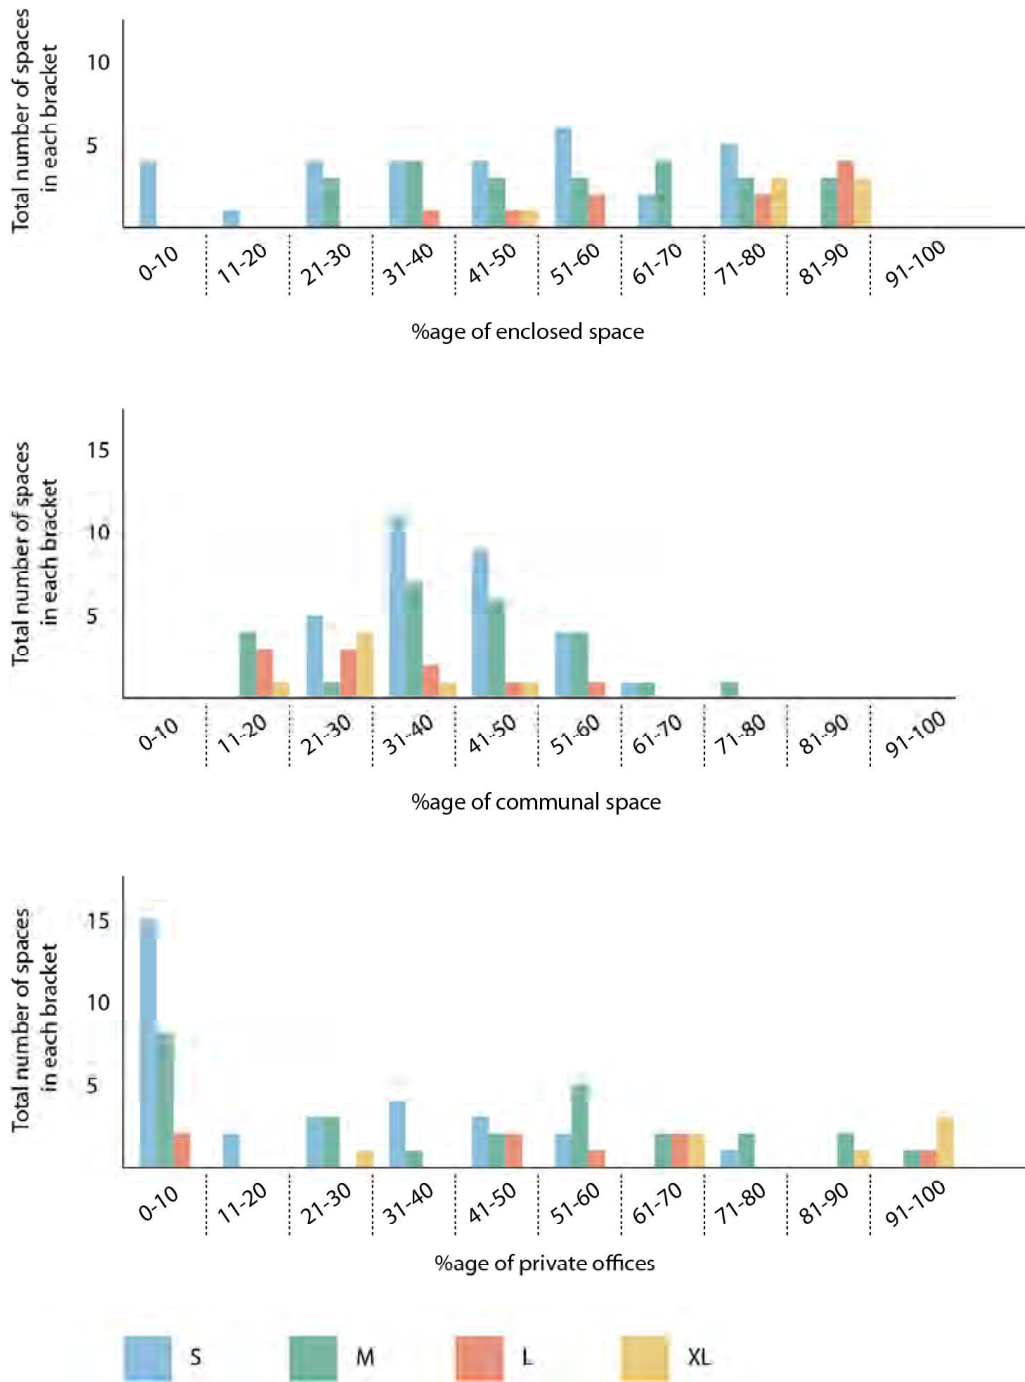 Total number of spaces
in each bracket
10
5
0-10
11-20
21-30
31-40
41-50
51-60
61-70
71-80
81-90
91-100
%age of enclosed space
Total number of spaces
in each bracket
15
10
5
0-10
11-20
21-30
31-40
41-50
51-60
61-70
71-80
81-90
91-100
%age of communal space
Total number of spaces
in each bracket
15
10
5
0-10
11-20
21-30
31-40
41-50
51-60
61-70
71-80
81-90
91-100
%age of private offices
S
M
L
XL